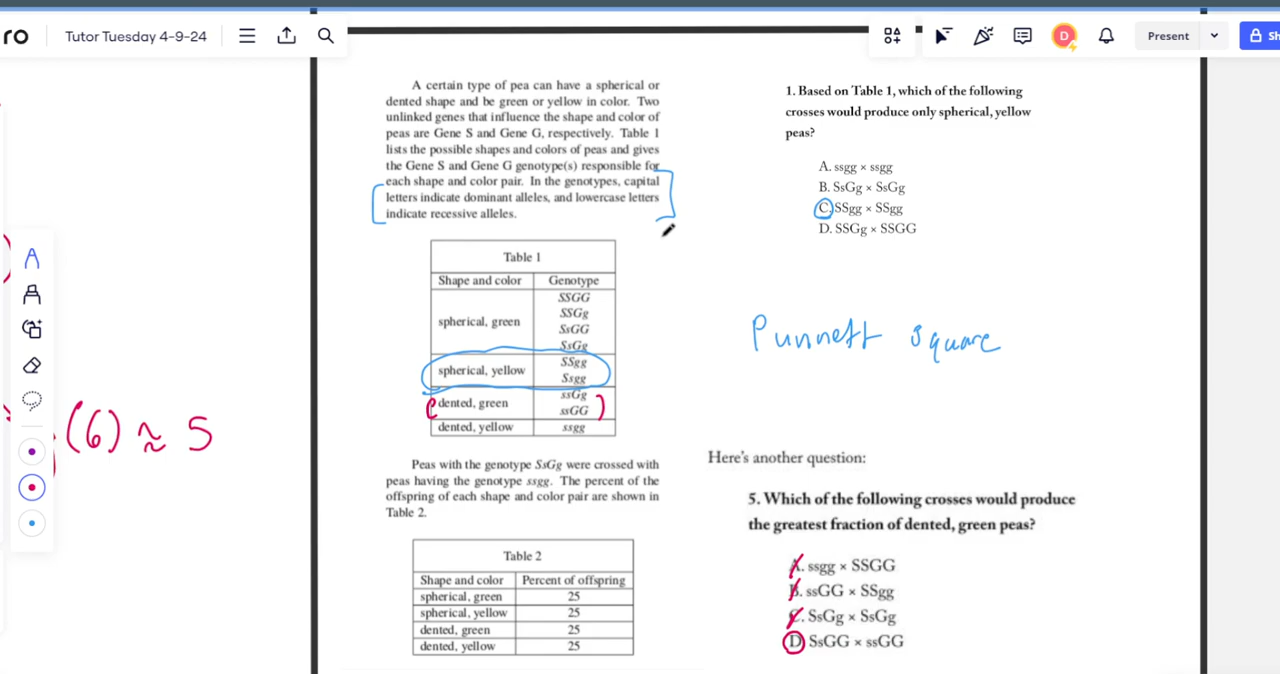 ro
Tutor Tuesday 4-9-24
D
Present
Sh
A certain type of pea can have a spherical or
dented shape and be green or yellow in color. Two
unlinked genes that influence the shape and color of
peas are Gene S and Gene G, respectively. Table 1
lists the possible shapes and colors of peas and gives
the Gene S and Gene G genotype(s) responsible for
each shape and color pair. In the genotypes, capital
letters indicate dominant alleles, and lowercase letters
indicate recessive alleles.
Table 1
Shape and color Genotype
spherical, green SSGG
SSGg
SsGG
SsGg
spherical, yellow SSgg
Ssgg
dented, green ssGg
ssGG
dented, yellow ssgg
(6) ≈ 5
Peas with the genotype SsGg were crossed with
peas having the genotype ssgg. The percent of the
offspring of each shape and color pair are shown in
Table 2.
Table 2
Shape and color Percent of offspring
spherical, green 25
spherical, yellow 25
dented, green 25
dented, yellow 25
1. Based on Table 1, which of the following
crosses would produce only spherical, yellow
peas?
A. ssgg × ssgg
B. SsGg × SsGg
C. SSgg × SSgg
D. SSGg × SSGG
Punnett square
Here's another question:
5. Which of the following crosses would produce
the greatest fraction of dented, green peas?
A. ssgg × SSGG
B. ssGG × SSgg
C. SsGg × SsGg
D. SsGG × ssGG